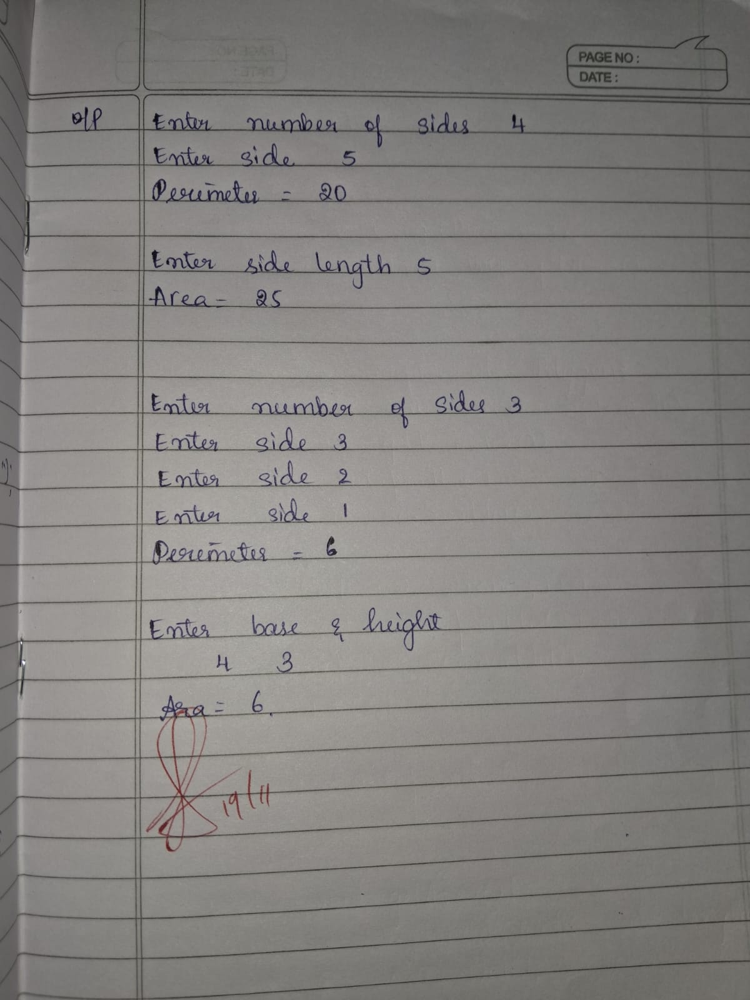 PAGE NO :
DATE :
O/P Enter number of sides 4
Enter side 5
Perimeter = 20
Enter side length 5
Area = 25
Enter number of sides 3
Enter side 3
Enter side 2
Enter side 1
Perimeter = 6
Enter base & height
4 3
Area = 6.
19/11